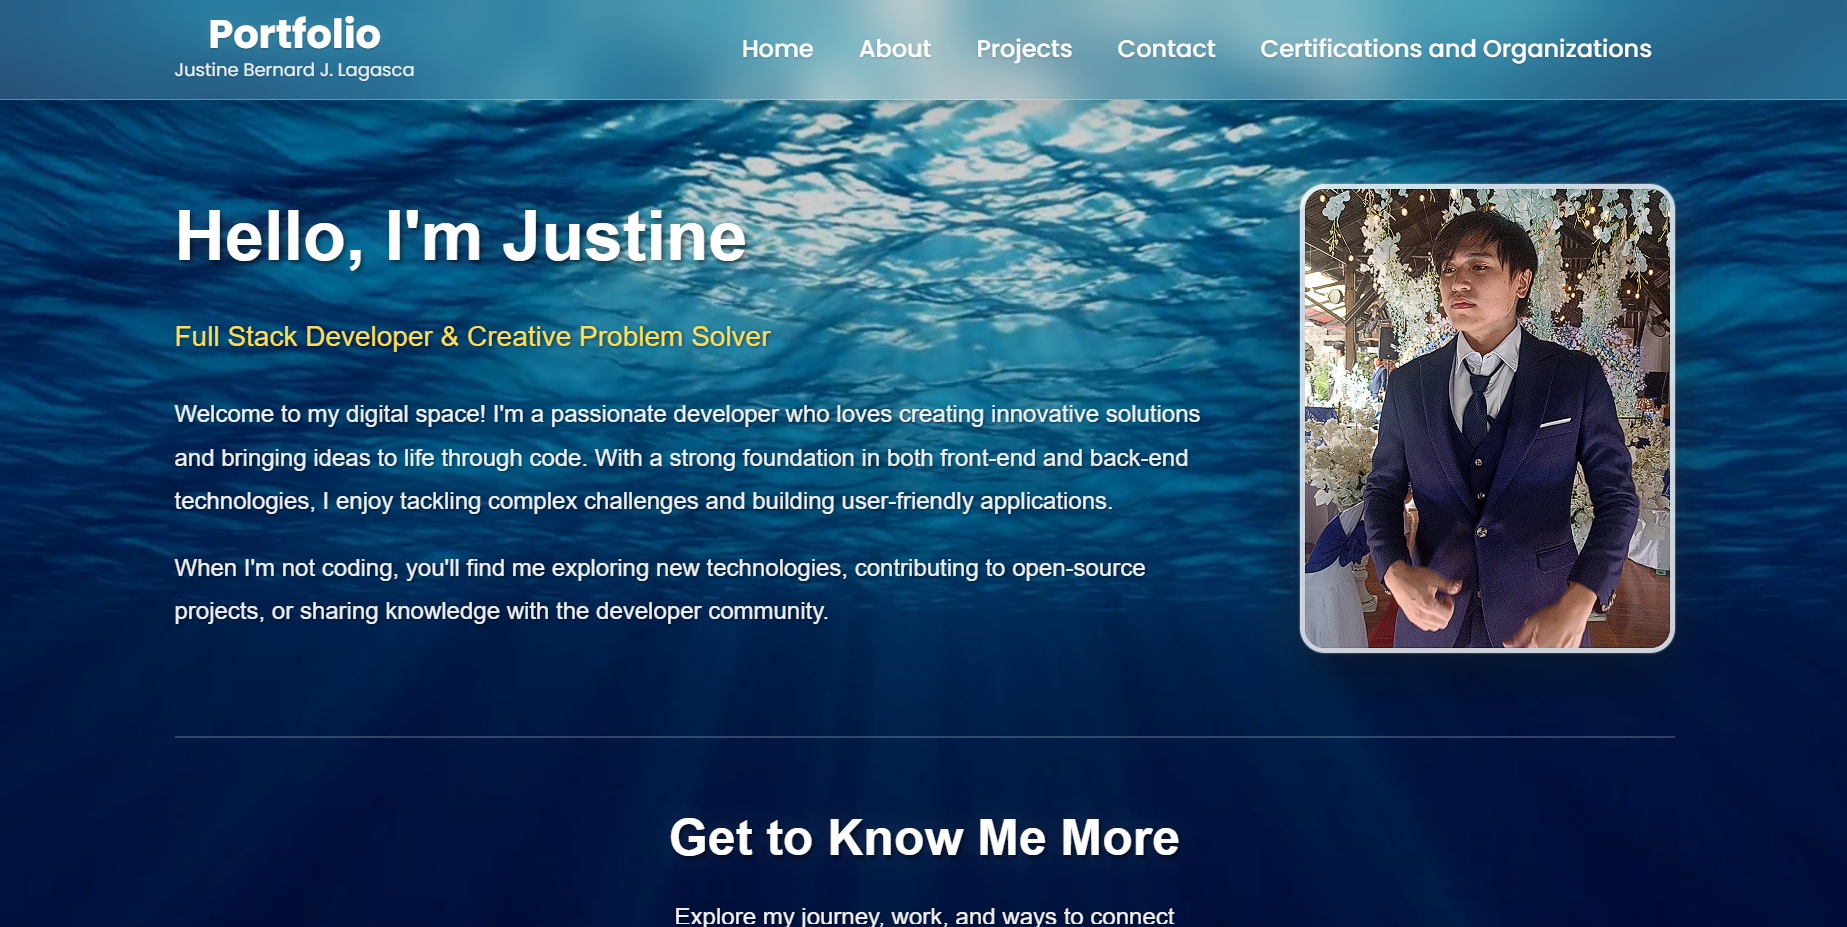 Portfolio
Justine Bernard J. Lagasca
Home About Projects Contact Certifications and Organizations
Hello, I'm Justine
Full Stack Developer & Creative Problem Solver
Welcome to my digital space! I'm a passionate developer who loves creating innovative solutions
and bringing ideas to life through code. With a strong foundation in both front-end and back-end
technologies, I enjoy tackling complex challenges and building user-friendly applications.
When I'm not coding, you'll find me exploring new technologies, contributing to open-source
projects, or sharing knowledge with the developer community.
Get to Know Me More
Explore my journey, work, and ways to connect